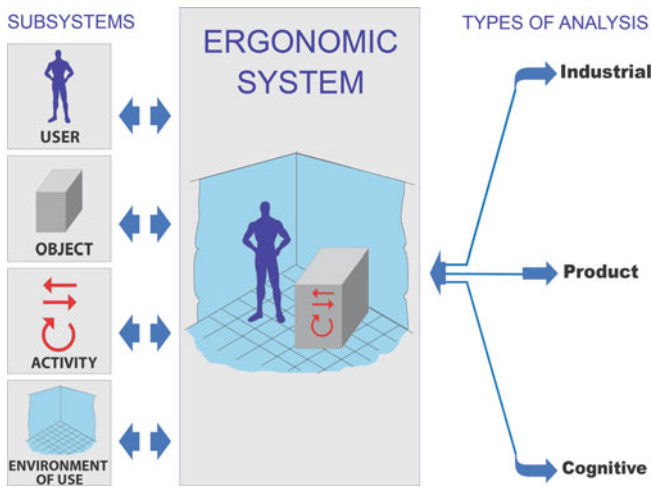 SUBSYSTEMS
USER
OBJECT
ACTIVITY
ENVIRONMENT
OF USE
ERGONOMIC
SYSTEM
TYPES OF ANALYSIS
Industrial
Product
Cognitive